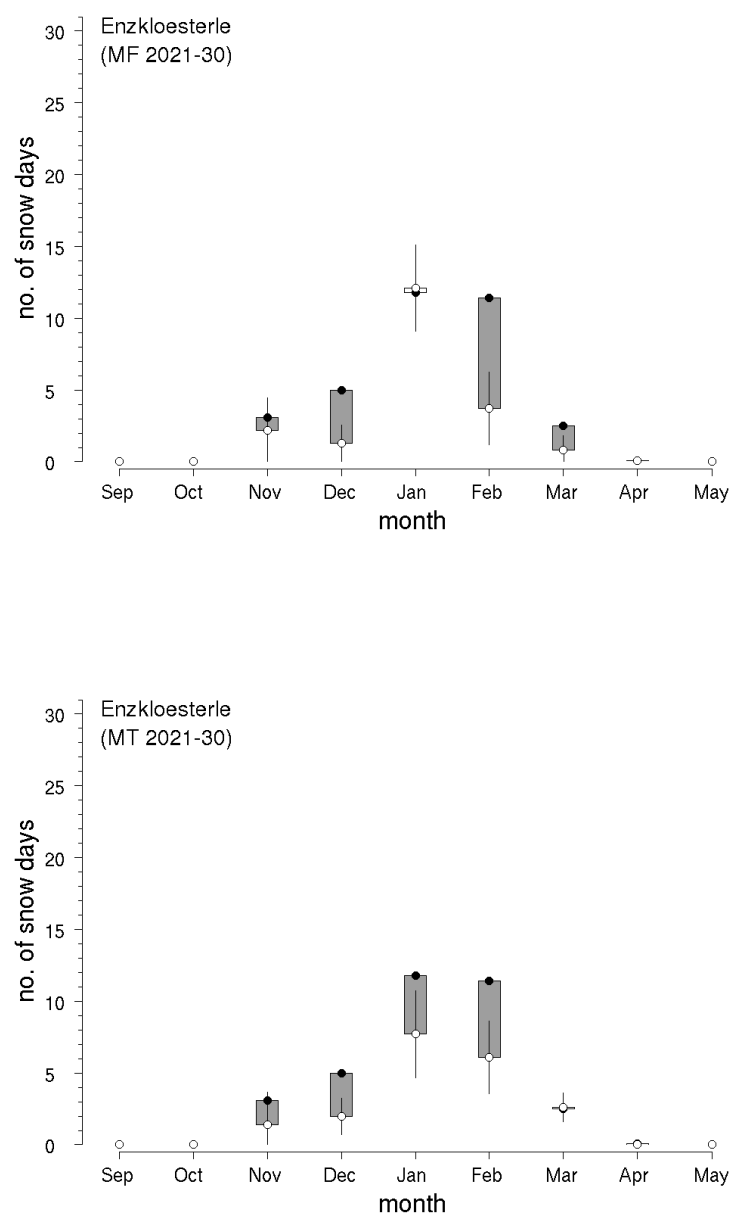 Enzkloesterle
(MF 2021-30)
30
25
20
15
10
5
0
no. of snow days
Sep Oct Nov Dec Jan Feb Mar Apr May
month
Enzkloesterle
(MT 2021-30)
30
25
20
15
10
5
0
no. of snow days
Sep Oct Nov Dec Jan Feb Mar Apr May
month